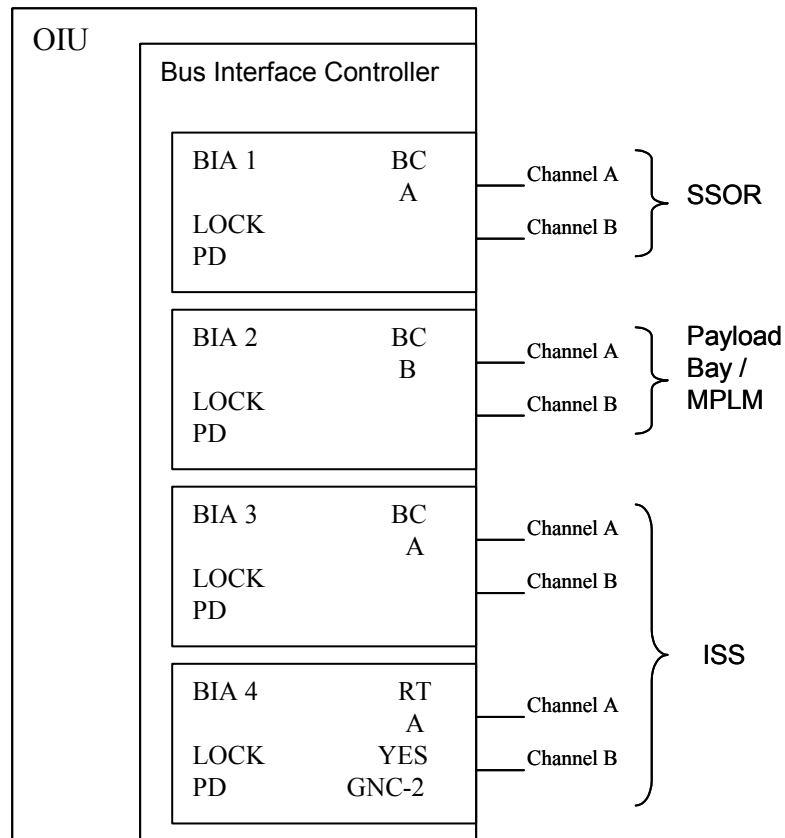 OIU
Bus Interface Controller
BIA 1 BC
A
LOCK
PD
Channel A
Channel B
SSOR
BIA 2 BC
B
LOCK
PD
Channel A
Channel B
Payload
Bay /
MPLM
BIA 3 BC
A
LOCK
PD
Channel A
Channel B
BIA 4 RT
A
LOCK YES
PD GNC-2
Channel A
Channel B
ISS